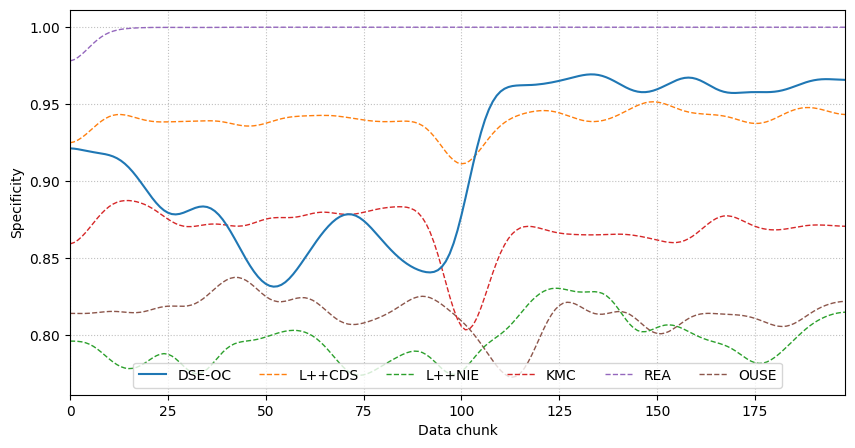 Specificity
1.00
0.95
0.90
0.85
0.80
DSE-OC L++CDS L++NIE KMC REA OUSE
0 25 50 75 100 125 150 175
Data chunk